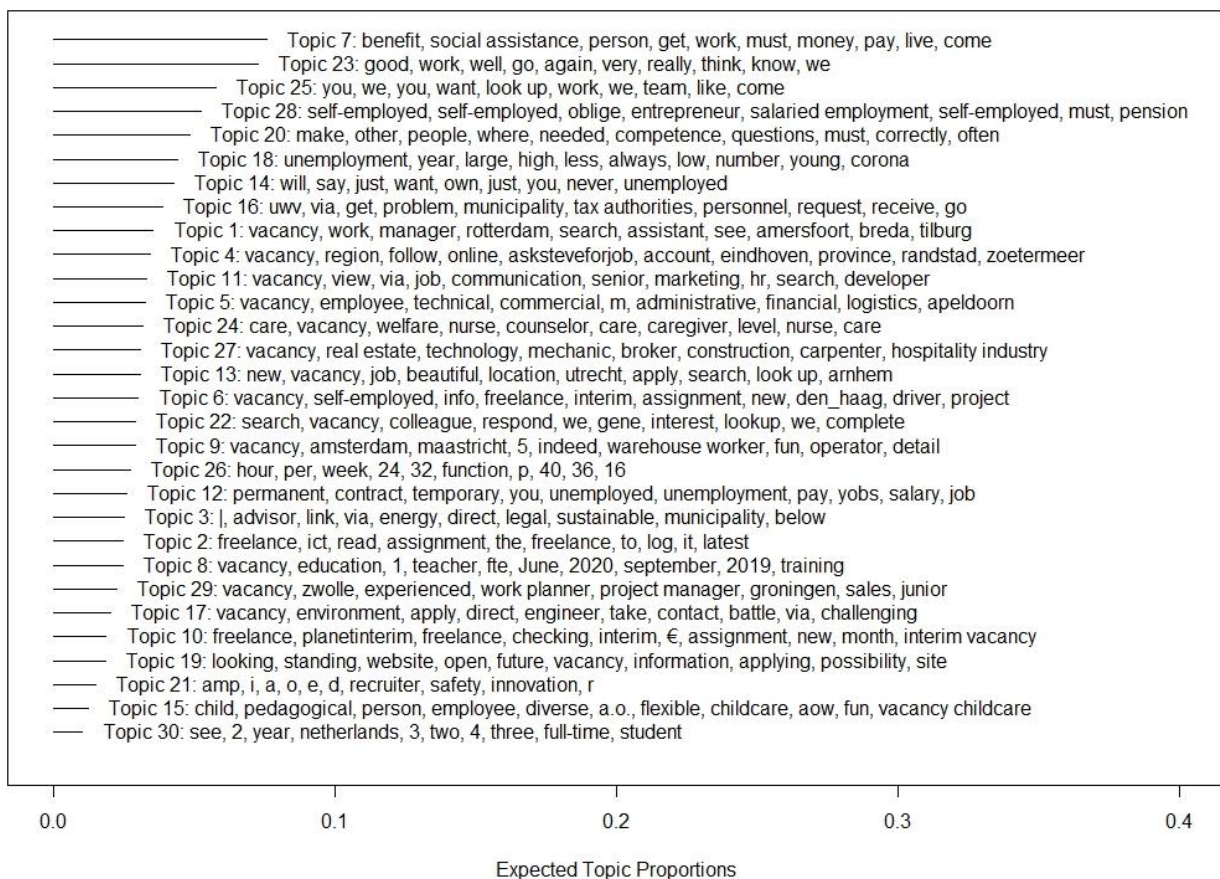 Topic 7: benefit, social assistance, person, get, work, must, money, pay, live, come
Topic 23: good, work, well, go, again, very, really, think, know, we
Topic 25: you, we, you, want, look up, work, we, team, like, come
Topic 28: self-employed, self-employed, oblige, entrepreneur, salaried employment, self-employed, must, pension
Topic 20: make, other, people, where, needed, competence, questions, must, correctly, often
Topic 18: unemployment, year, large, high, less, always, low, number, young, corona
Topic 14: will, say, just, want, own, just, you, never, unemployed
Topic 16: uwv, via, get, problem, municipality, tax authorities, personnel, request, receive, go
Topic 1: vacancy, work, manager, rotterdam, search, assistant, see, amersfoort, breda, tilburg
Topic 4: vacancy, region, follow, online, asksteveforjob, account, eindhoven, province, randstad, zoetermeer
Topic 11: vacancy, view, via, job, communication, senior, marketing, hr, search, developer
Topic 5: vacancy, employee, technical, commercial, m, administrative, financial, logistics, apeldoorn
Topic 24: care, vacancy, welfare, nurse, counselor, care, caregiver, level, nurse, care
Topic 27: vacancy, real estate, technology, mechanic, broker, construction, carpenter, hospitality industry
Topic 13: new, vacancy, job, beautiful, location, utrecht, apply, search, look up, arnhem
Topic 6: vacancy, self-employed, info, freelance, interim, assignment, new, den_haag, driver, project
Topic 22: search, vacancy, colleague, respond, we, gene, interest, lookup, we, complete
Topic 9: vacancy, amsterdam, maastricht, 5, indeed, warehouse worker, fun, operator, detail
Topic 26: hour, per, week, 24, 32, function, p, 40, 36, 16
Topic 12: permanent, contract, temporary, you, unemployed, unemployment, pay, yobs, salary, job
Topic 3: |, advisor, link, via, energy, direct, legal, sustainable, municipality, below
Topic 2: freelance, ict, read, assignment, the, freelance, to, log, it, latest
Topic 8: vacancy, education, 1, teacher, fte, June, 2020, september, 2019, training
Topic 29: vacancy, zwolle, experienced, work planner, project manager, groningen, sales, junior
Topic 17: vacancy, environment, apply, direct, engineer, take, contact, battle, via, challenging
Topic 10: freelance, planetinterim, freelance, checking, interim, €, assignment, new, month, interim vacancy
Topic 19: looking, standing, website, open, future, vacancy, information, applying, possibility, site
Topic 21: amp, i, a, o, e, d, recruiter, safety, innovation, r
Topic 15: child, pedagogical, person, employee, diverse, a.o., flexible, childcare, aow, fun, vacancy childcare
Topic 30: see, 2, year, netherlands, 3, two, 4, three, full-time, student
0.0 0.1 0.2 0.3 0.4
Expected Topic Proportions